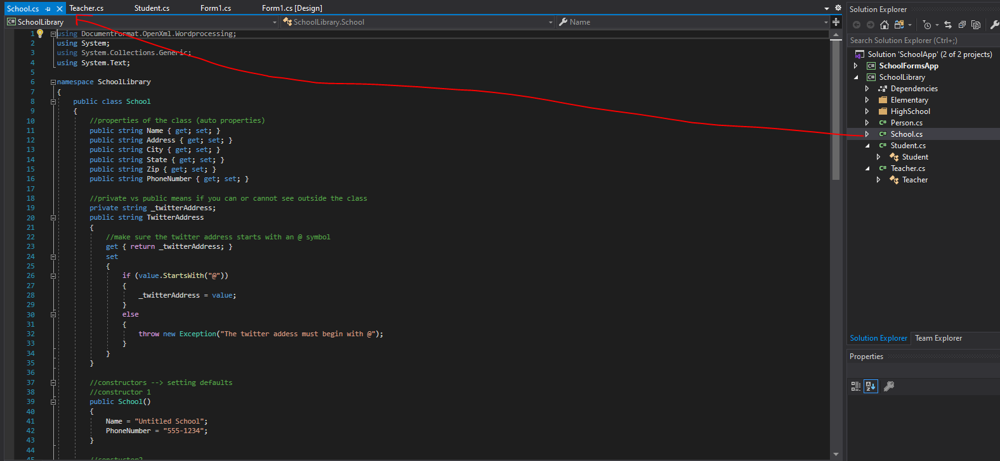 School.cs
Teacher.cs
Student.cs
Form1.cs
Form1.cs [Design]
SchoolLibrary
SchoolLibrary.School
Name
1 using DocumentFormat.OpenXml.Wordprocessing;
2 using System;
3 using System.Collections.Generic;
4 using System.Text;
5
6 namespace SchoolLibrary
7 {
8 public class School
9 {
10 //properties of the class (auto properties)
11 public string Name { get; set; }
12 public string Address { get; set; }
13 public string City { get; set; }
14 public string State { get; set; }
15 public string Zip { get; set; }
16 public string PhoneNumber { get; set; }
17
18 //private vs public means if you can or cannot see outside the class
19 private string _twitterAddress;
20 public string TwitterAddress
21 {
22 //make sure the twitter address starts with an @ symbol
23 get { return _twitterAddress; }
24 set
25 {
26 if (value.StartsWith("@"))
27 {
28 _twitterAddress = value;
29 }
30 else
31 {
32 throw new Exception("The twitter addess must begin with @");
33 }
34 }
35 }
36
37 //constructors --> setting defaults
38 //constructor 1
39 public School()
40 {
41 Name = "Untitled School";
42 PhoneNumber = "555-1234";
43 }
44
45
Solution Explorer
Search Solution Explorer (Ctrl+;)
Solution 'SchoolApp' (2 of 2 projects)
C# SchoolFormsApp
C# SchoolLibrary
Dependencies
Elementary
HighSchool
C# Person.cs
C# School.cs
C# Student.cs
Student
C# Teacher.cs
Teacher
Solution Explorer
Team Explorer
Properties